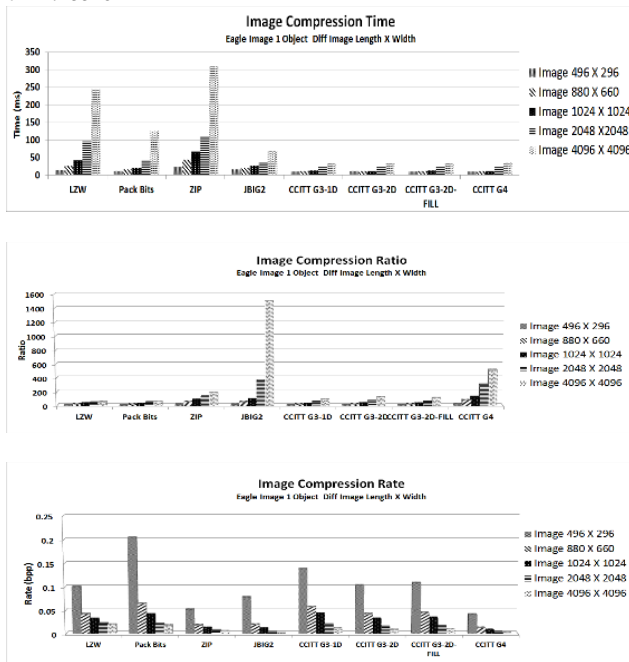 Image Compression Time
Eagle Image 1 Object Diff Image Length X Width
350
300
250
200
150
100
50
0
Time (ms)
LZW
Pack Bits
ZIP
JBIG2
CCITT G3-1D
CCITT G3-2D
CCITT G3-2D-
FILL
CCITT G4
Image 496 X 296
Image 880 X 660
Image 1024 X 1024
Image 2048 X2048
Image 4096 X 4096
Image Compression Ratio
Eagle Image 1 Object Diff Image Length X Width
1600
1400
1200
1000
800
600
400
200
0
Ratio
LZW
Pack Bits
ZIP
JBIG2
CCITT G3-1D
CCITT G3-2D
CCITT G3-2D-FILL
CCITT G4
Image 496 X 296
Image 880 X 660
Image 1024 X 1024
Image 2048 X 2048
Image 4096 X 4096
Image Compression Rate
Eagle Image 1 Object Diff Image Length X Width
0.25
0.2
0.15
0.1
0.05
0
Rate (bpp)
LZW
Pack Bits
ZIP
JBIG2
CCITT G3-1D
CCITT G3-2D
CCITT G3-2D-
FILL
CCITT G4
Image 496 X 296
Image 880 X 660
Image 1024 X 1024
Image 2048 X 2048
Image 4096 X 4096